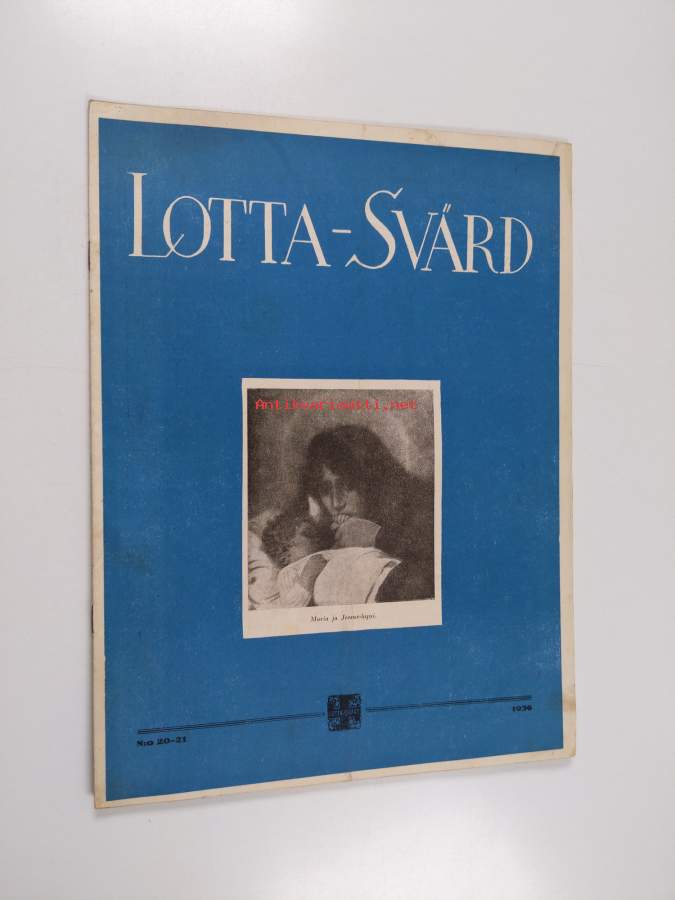 LOTTA-SVÄRD
Antikvariaatti.net
Maria ja Jeesus-lapsi.
N:o 20-21
1936